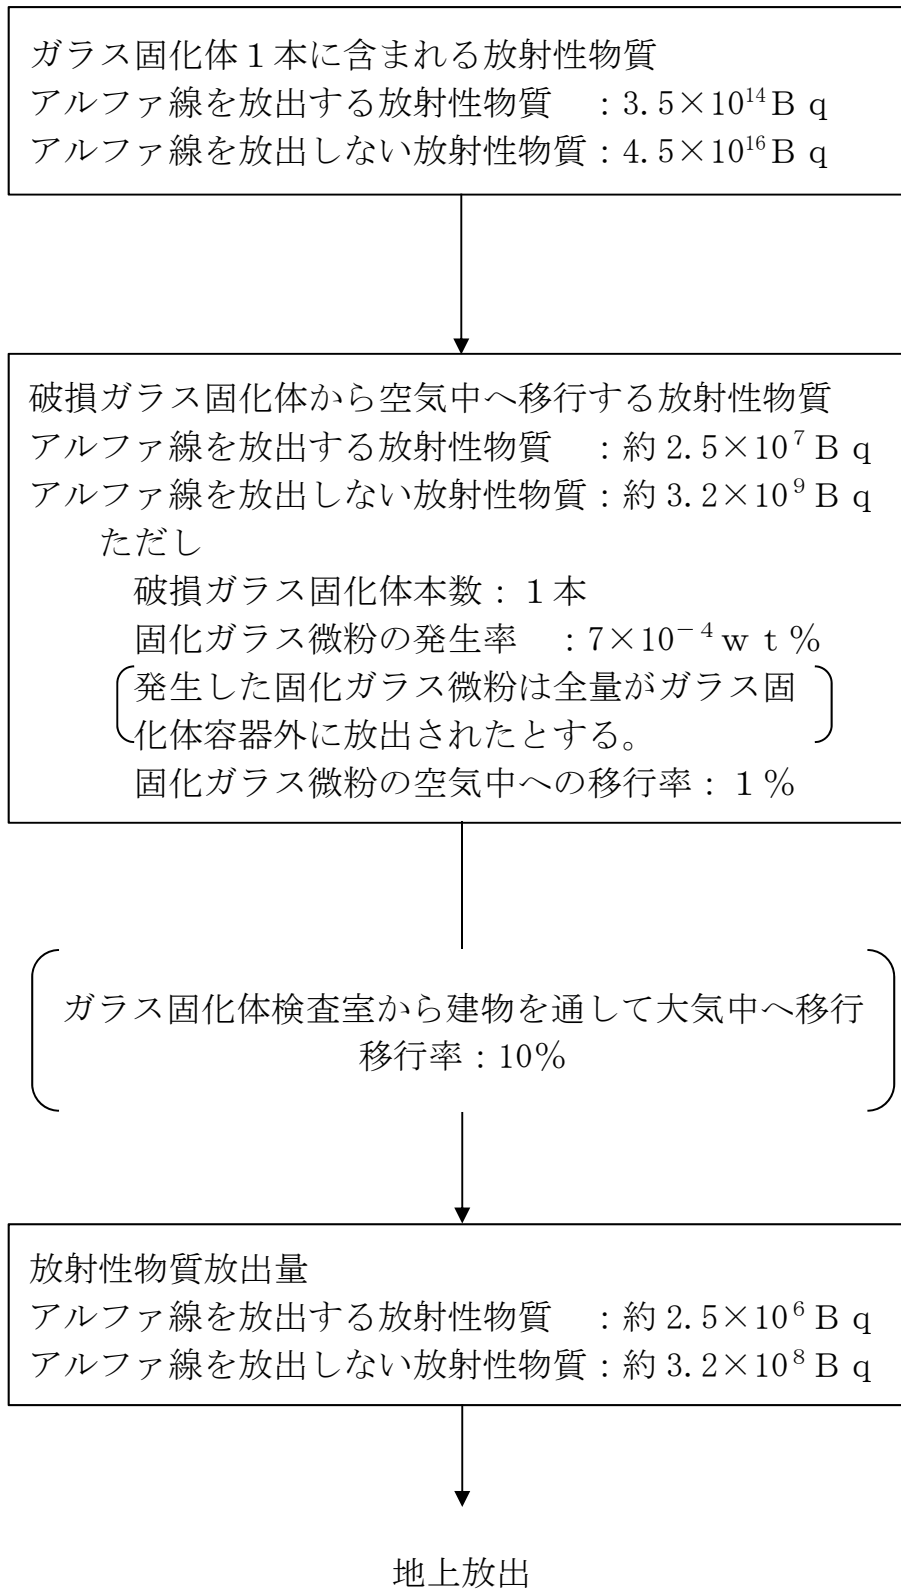 ガラス固化体１本に含まれる放射性物質
アルファ線を放出する放射性物質　：3.5×10¹⁴Ｂｑ
アルファ線を放出しない放射性物質：4.5×10¹⁶Ｂｑ
破損ガラス固化体から空気中へ移行する放射性物質
アルファ線を放出する放射性物質　：約2.5×10⁷Ｂｑ
アルファ線を放出しない放射性物質：約3.2×10⁹Ｂｑ
ただし
破損ガラス固化体本数：１本
固化ガラス微粉の発生率　：7×10⁻⁴ｗｔ％
発生した固化ガラス微粉は全量がガラス固
化体容器外に放出されたとする。
固化ガラス微粉の空気中への移行率：１％
ガラス固化体検査室から建物を通して大気中へ移行
移行率：10％
放射性物質放出量
アルファ線を放出する放射性物質　：約2.5×10⁶Ｂｑ
アルファ線を放出しない放射性物質：約3.2×10⁸Ｂｑ
地上放出